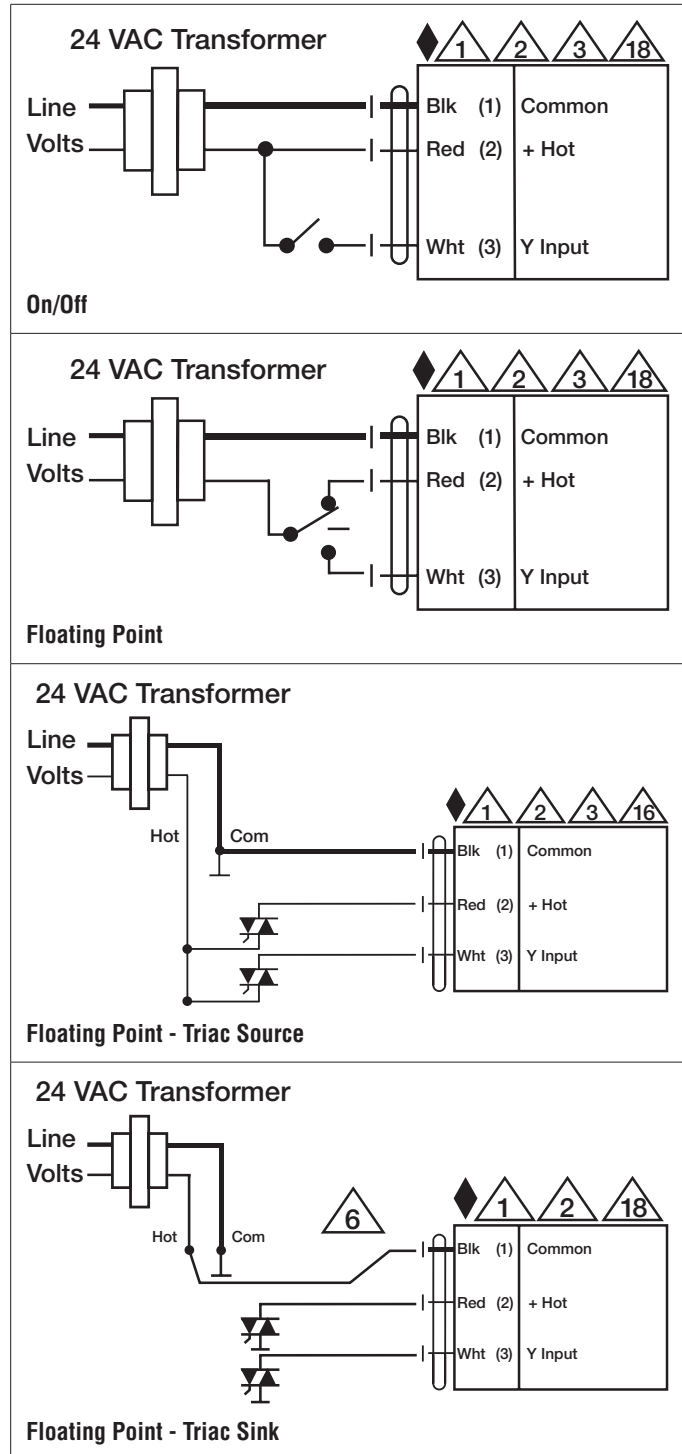 24 VAC Transformer
1 2 3 18
Line
Volts
Blk (1) Common
Red (2) + Hot
Wht (3) Y Input
On/Off
24 VAC Transformer
1 2 3 18
Line
Volts
Blk (1) Common
Red (2) + Hot
Wht (3) Y Input
Floating Point
24 VAC Transformer
Line
Volts
1 2 3 16
Hot Com
Blk (1) Common
Red (2) + Hot
Wht (3) Y Input
Floating Point - Triac Source
24 VAC Transformer
Line
Volts
6
1 2 18
Hot Com
Blk (1) Common
Red (2) + Hot
Wht (3) Y Input
Floating Point - Triac Sink